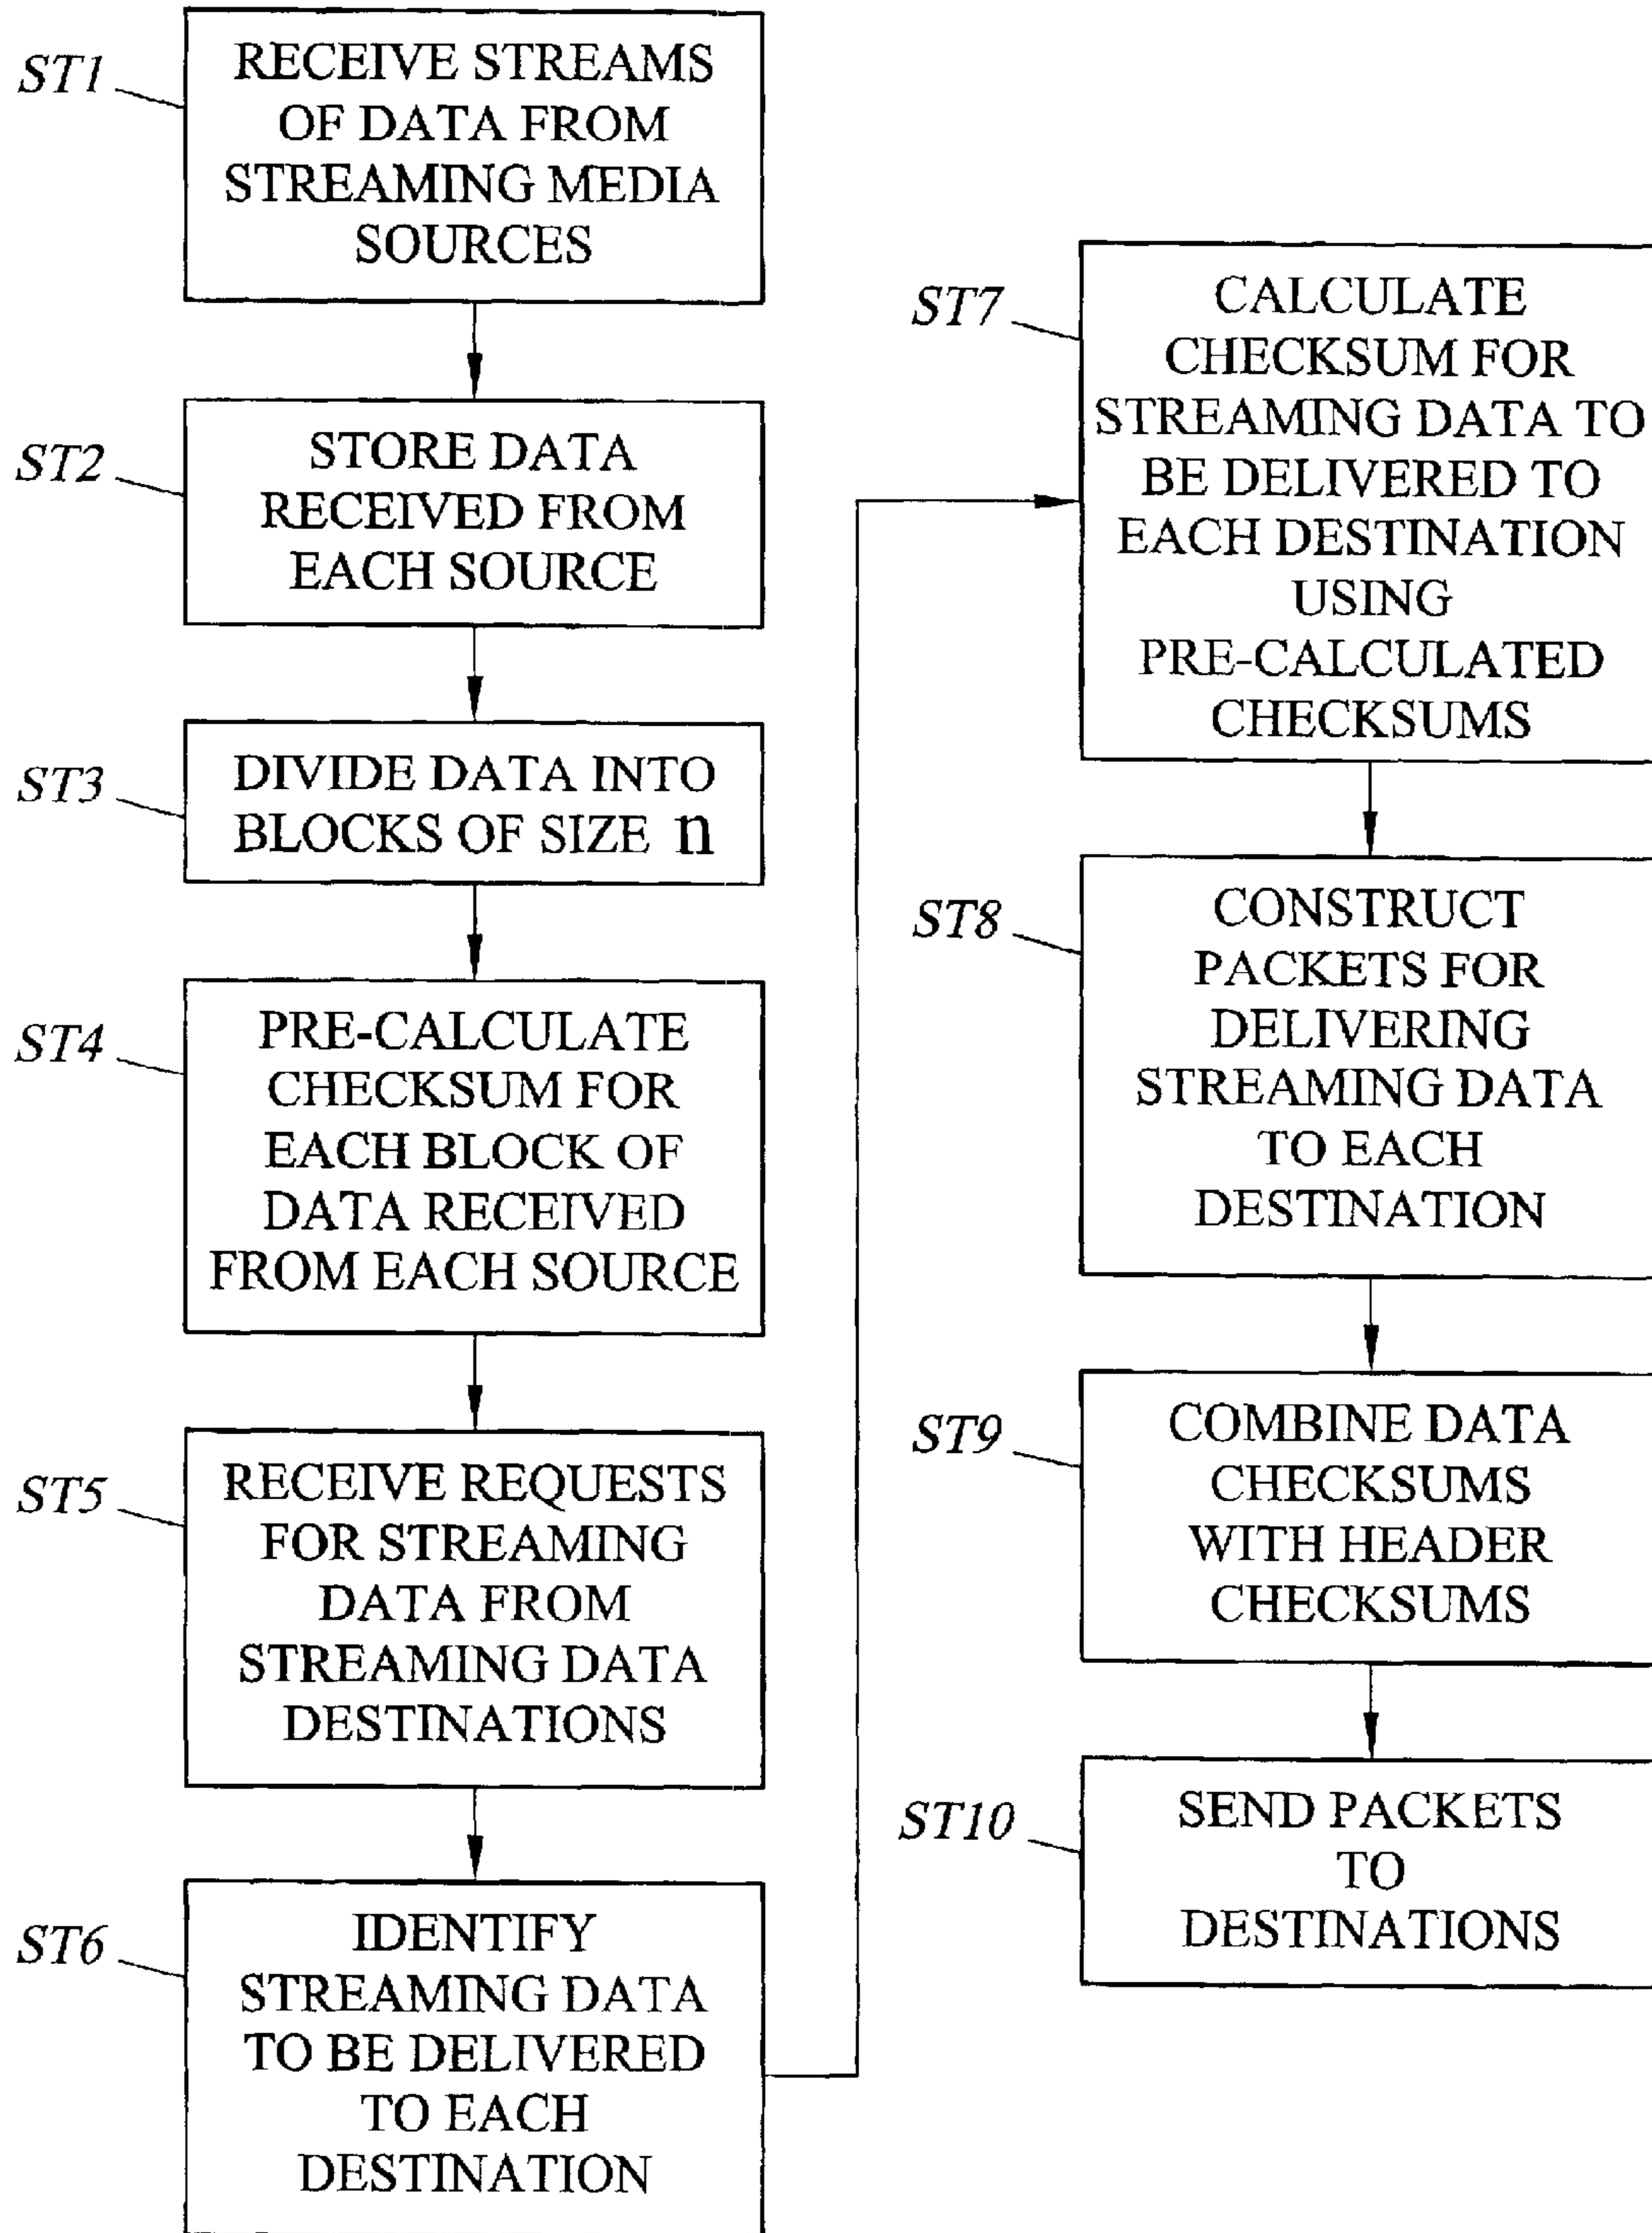 ST1
RECEIVE STREAMS
OF DATA FROM
STREAMING MEDIA
SOURCES
ST2
STORE DATA
RECEIVED FROM
EACH SOURCE
ST3
DIVIDE DATA INTO
BLOCKS OF SIZE n
ST4
PRE-CALCULATE
CHECKSUM FOR
EACH BLOCK OF
DATA RECEIVED
FROM EACH SOURCE
ST5
RECEIVE REQUESTS
FOR STREAMING
DATA FROM
STREAMING DATA
DESTINATIONS
ST6
IDENTIFY
STREAMING DATA
TO BE DELIVERED
TO EACH
DESTINATION
ST7
CALCULATE
CHECKSUM FOR
STREAMING DATA TO
BE DELIVERED TO
EACH DESTINATION
USING
PRE-CALCULATED
CHECKSUMS
ST8
CONSTRUCT
PACKETS FOR
DELIVERING
STREAMING DATA
TO EACH
DESTINATION
ST9
COMBINE DATA
CHECKSUMS
WITH HEADER
CHECKSUMS
ST10
SEND PACKETS
TO
DESTINATIONS